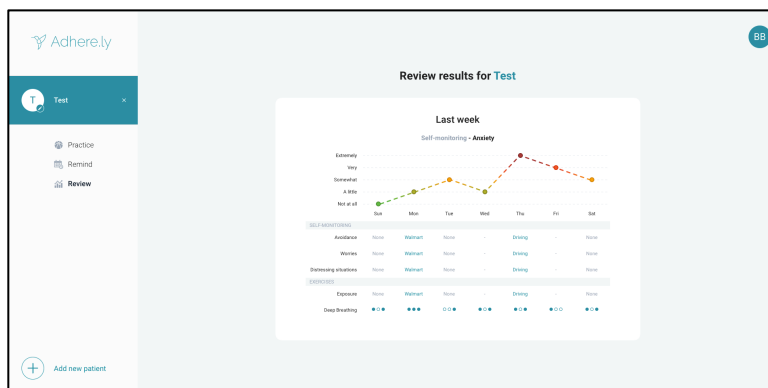 Adhere.ly
BB
T
Test
×
Practice
Remind
Review
Add new patient
Review results for Test
Last week
Self-monitoring • Anxiety
Extremely
Very
Somewhat
A little
Not at all
Sun Mon Tue Wed Thu Fri Sat
SELF-MONITORING
Avoidance None Walmart None - Driving - None
Worries None Walmart None - Driving - None
Distressing situations None Walmart None - Driving - None
EXERCISES
Exposure None Walmart None - Driving - None
Deep Breathing